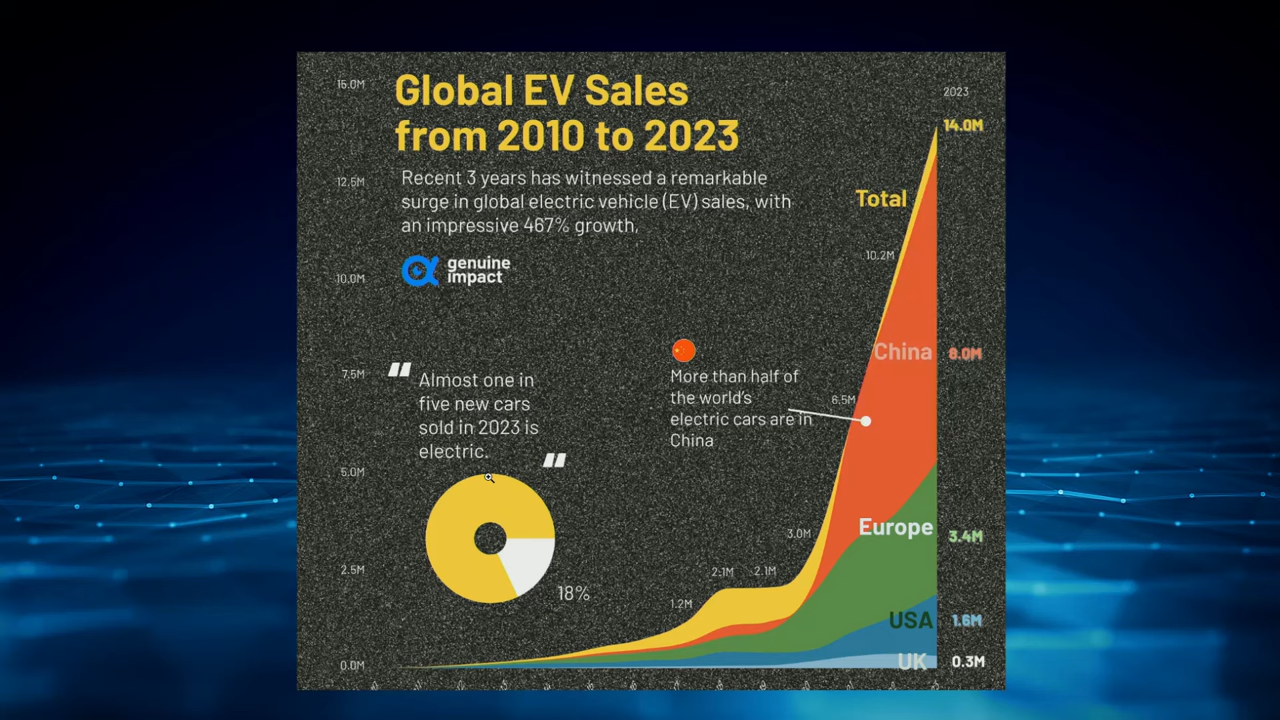 15.0M
Global EV Sales
from 2010 to 2023
2023
14.0M
Recent 3 years has witnessed a remarkable
surge in global electric vehicle (EV) sales, with
an impressive 467% growth,
12.5M
Total
10.2M
genuine
impact
10.0M
China
8.0M
7.5M
Almost one in
five new cars
sold in 2023 is
electric.
More than half of
the world's
electric cars are in
China
6.5M
5.0M
Europe
3.4M
3.0M
2.5M
2.1M
2.1M
18%
1.2M
USA
1.6M
0.0M
UK
0.3M